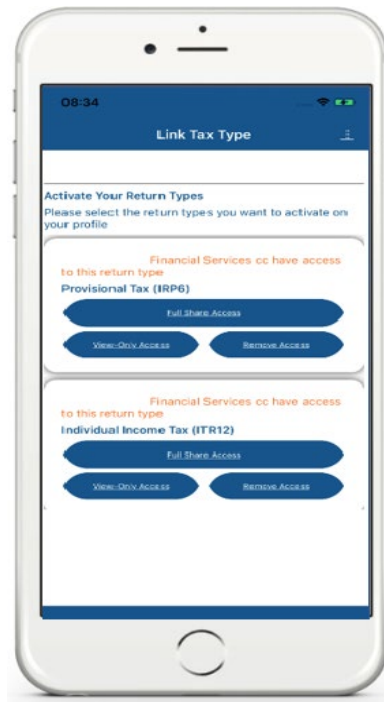 08:34
Link Tax Type
Activate Your Return Types
Please select the return types you want to activate on
your profile
Financial Services cc have access
to this return type
Provisional Tax (IRP6)
Full Share Access
View-Only Access Remove Access
Financial Services cc have access
to this return type
Individual Income Tax (ITR12)
Full Share Access
View-Only Access Remove Access